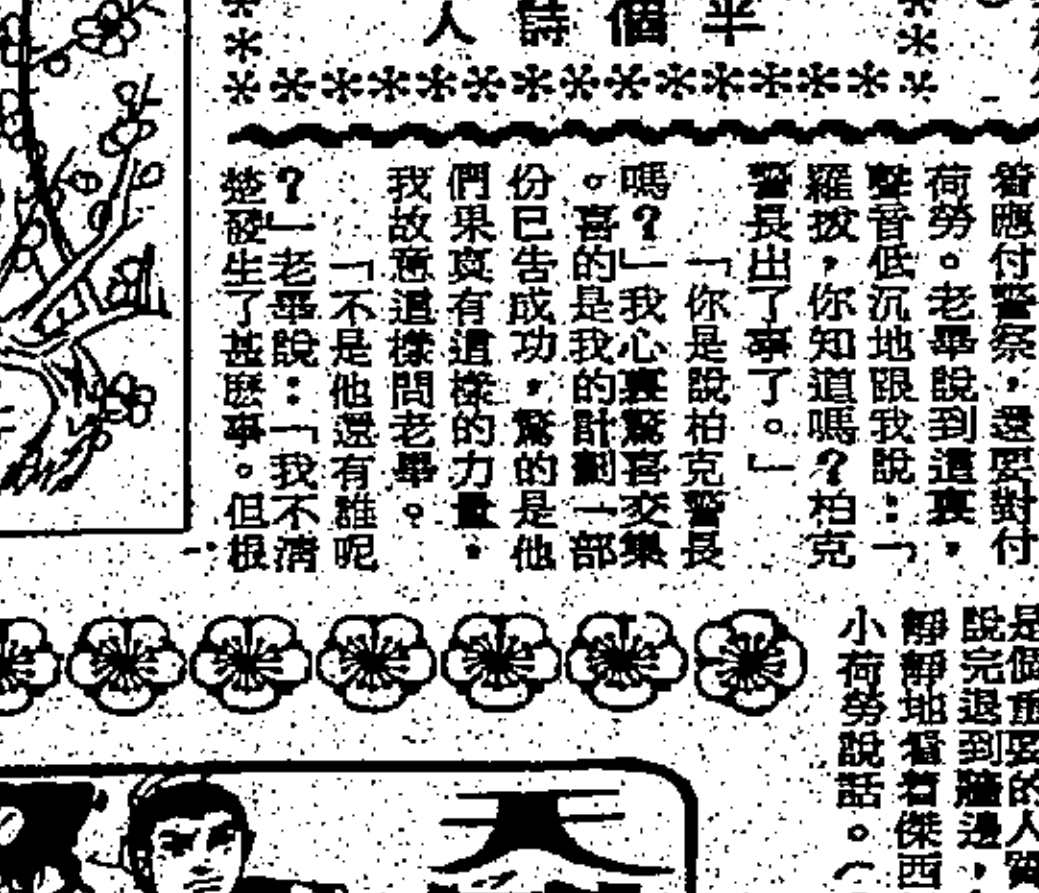 半個詩人
着應付警察,還要對付
荷勞。老畢說到這裏,
聲音低沉地跟我說:「
羅拔,你知道嗎?柏克
警長出了事了。」
「你是說柏克警長
嗎?」我心裏驚喜交集
。喜的是我的計劃一部
份已告成功,驚的是他
們果真有這樣的力量。
我故意這樣問老畢。
「不是他還有誰呢
?」老畢說:「我不清
楚發生了甚麽事。但根
是個重要的人
說完退到牆邊,
靜靜地看着傑西
小荷勞說話。(